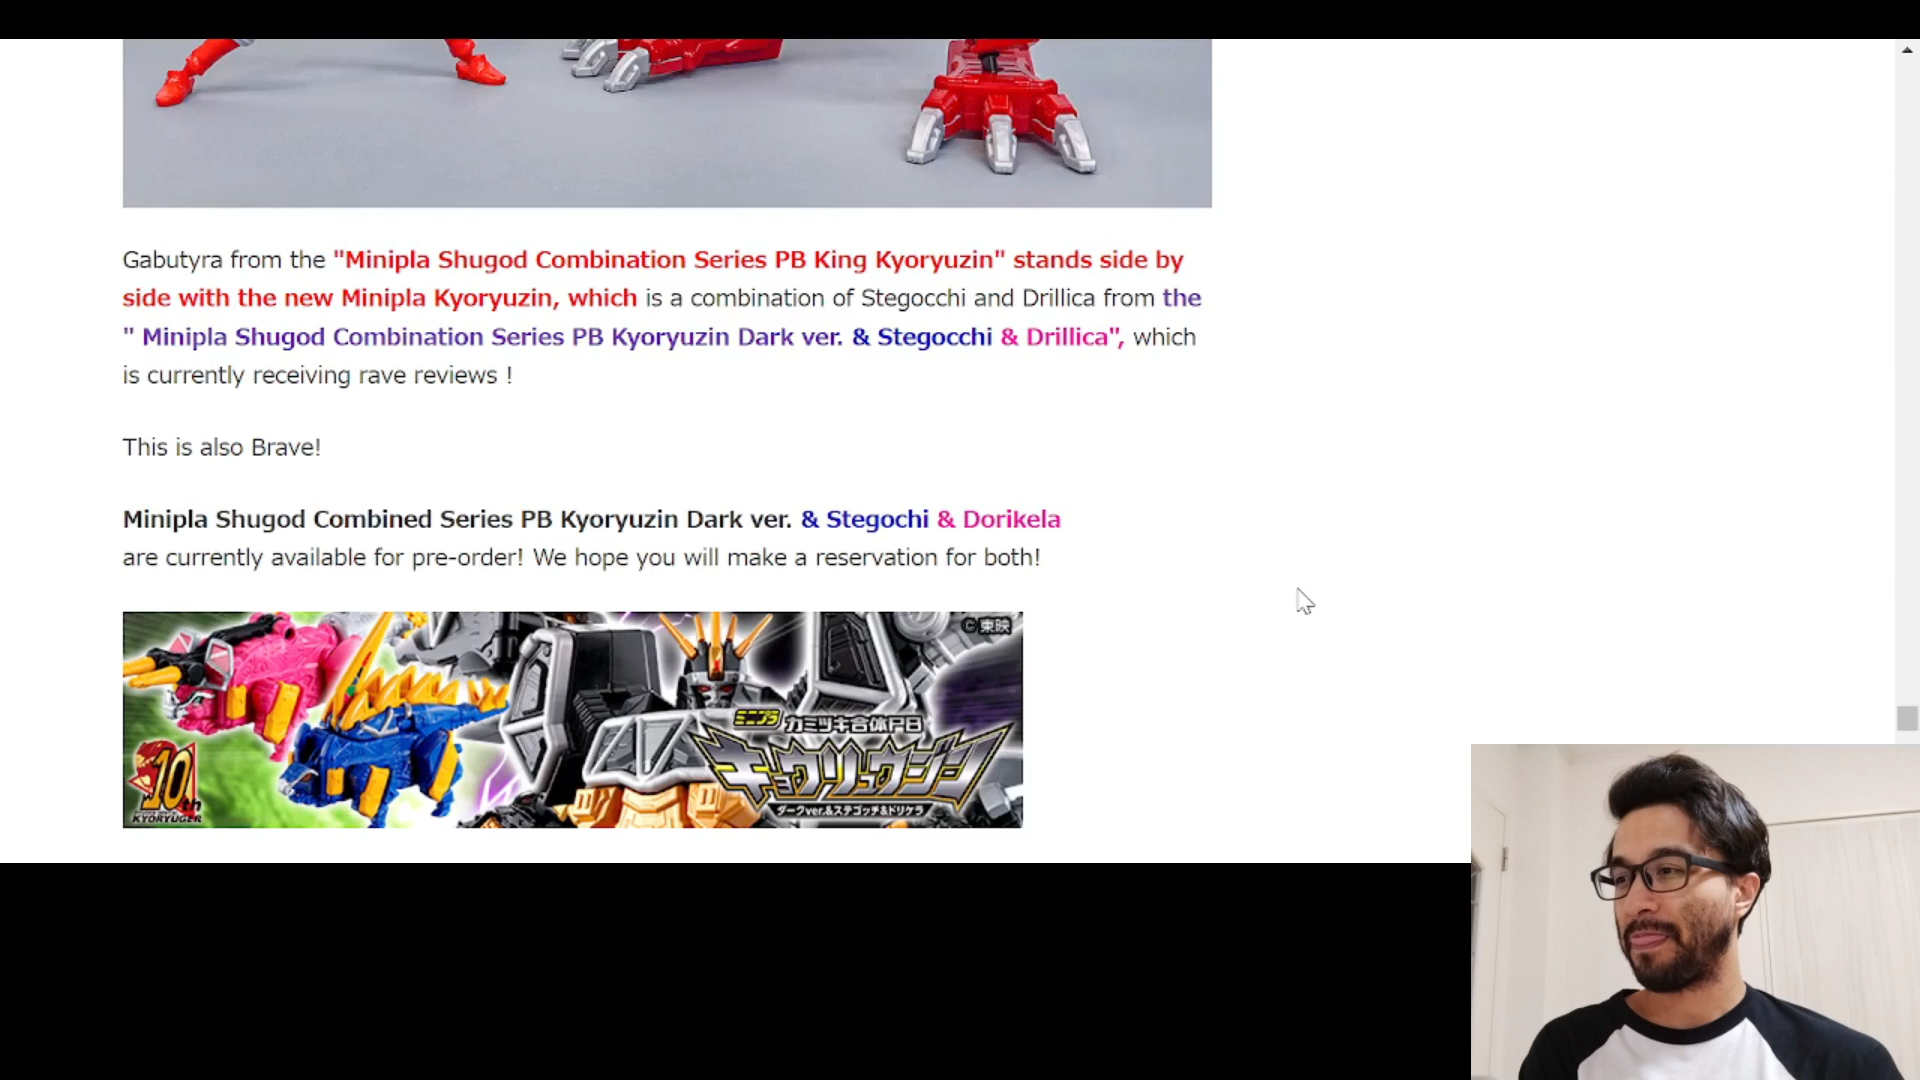 Gabutyra from the "Minipla Shugod Combination Series PB King Kyoryuzin" stands side by
side with the new Minipla Kyoryuzin, which is a combination of Stegocchi and Drillica from the
" Minipla Shugod Combination Series PB Kyoryuzin Dark ver. & Stegocchi & Drillica", which
is currently receiving rave reviews !
This is also Brave!
Minipla Shugod Combined Series PB Kyoryuzin Dark ver. & Stegochi & Dorikela
are currently available for pre-order! We hope you will make a reservation for both!
©東映
ミニプラ カミツキ合体PB
キョウリュウジン
ダークver.&ステゴッチ&ドリケラ
10th
KYORYUGER